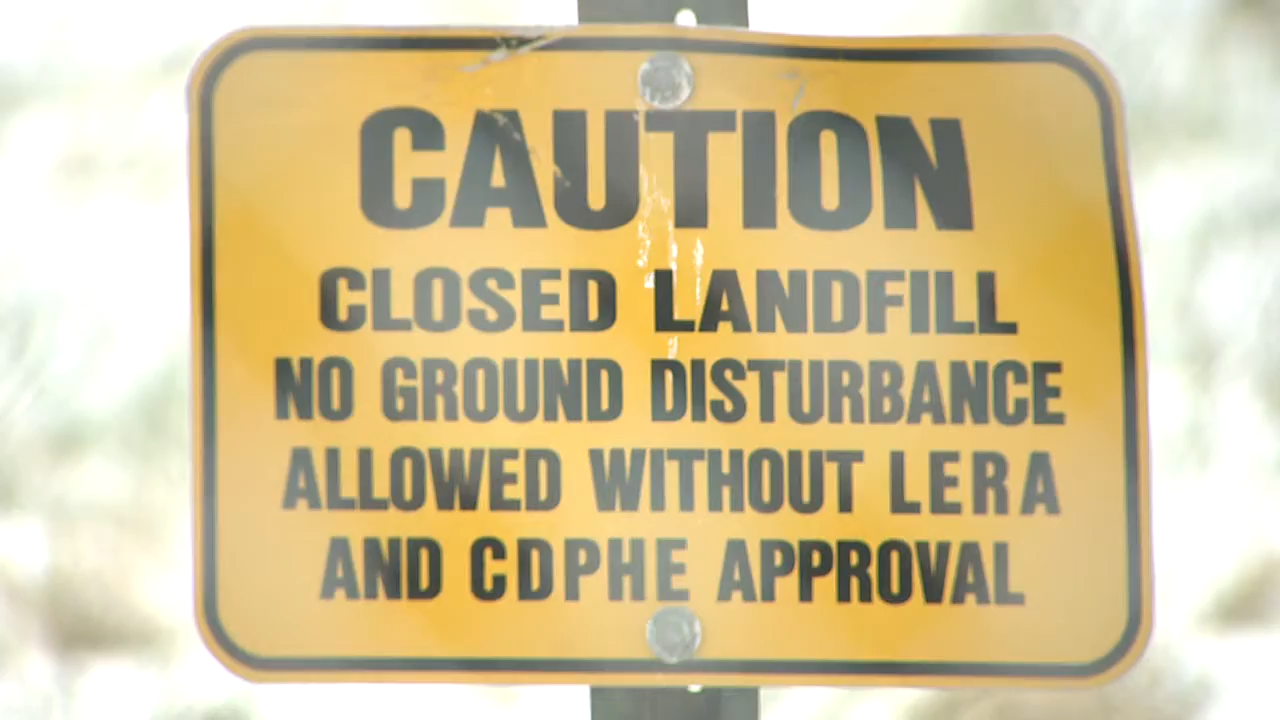 CAUTION
CLOSED LANDFILL
NO GROUND DISTURBANCE
ALLOWED WITHOUT LERA
AND CDPHE APPROVAL